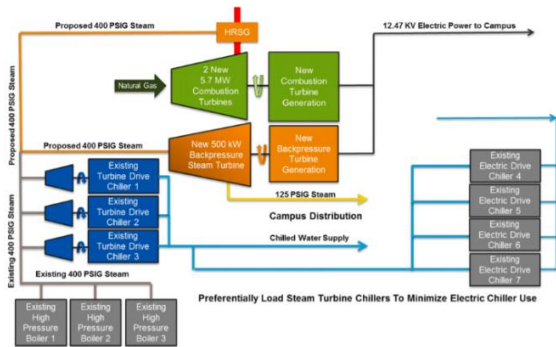 Proposed 400 PSIG Steam
HRSG
12.47 KV Electric Power to Campus
Natural Gas
2 New
5.7 MW
Combustion
Turbines
New
Combustion
Turbine
Generation
Proposed 400 PSIG Steam
Proposed 400 PSIG Steam
New 500 kW
Backpressure
Steam Turbine
New
Backpressure
Turbine
Generation
125 PSIG Steam
Campus Distribution
Existing
Turbine Drive
Chiller 1
Existing
Turbine Drive
Chiller 2
Existing
Turbine Drive
Chiller 3
Chilled Water Supply
Existing
Electric Drive
Chiller 4
Existing
Electric Drive
Chiller 5
Existing
Electric Drive
Chiller 6
Existing
Electric Drive
Chiller 7
Existing 400 PSIG Steam
Existing 400 PSIG Steam
Preferentially Load Steam Turbine Chillers To Minimize Electric Chiller Use
Existing
High
Pressure
Boiler 1
Existing
High
Pressure
Boiler 2
Existing
High
Pressure
Boiler 3